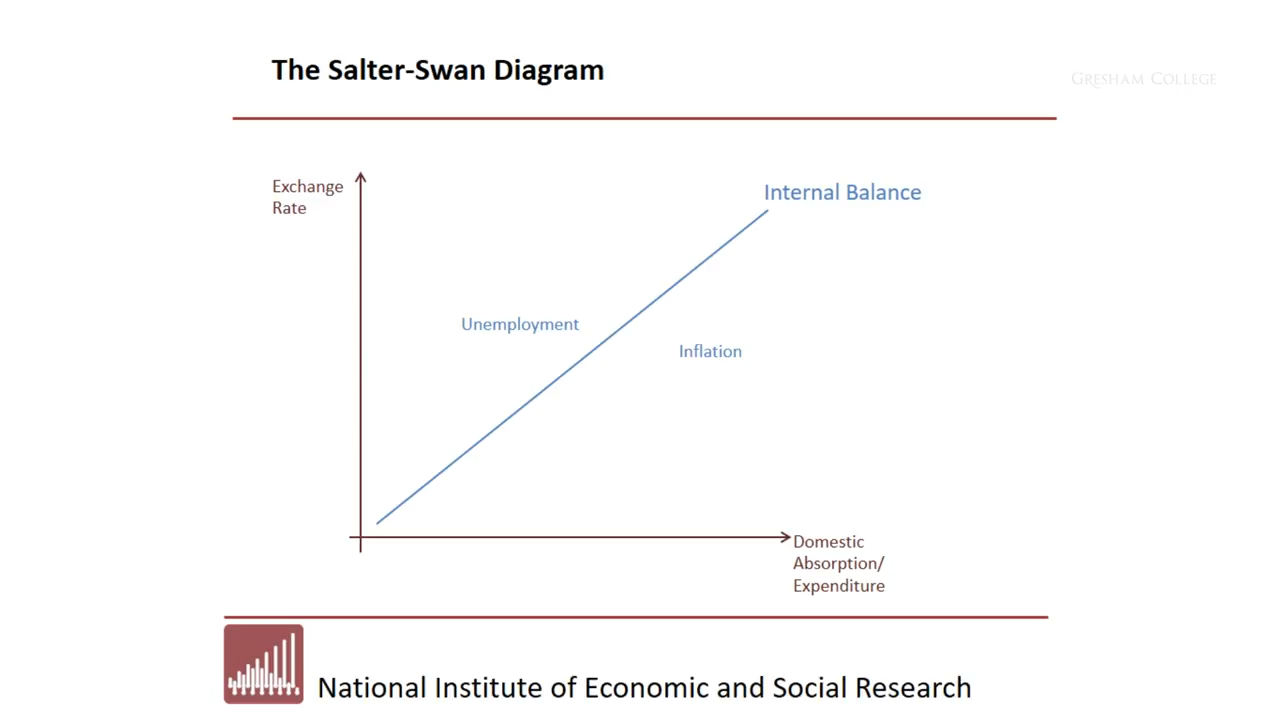 The Salter-Swan Diagram
GRESHAM COLLEGE
Exchange
Rate
Internal Balance
Unemployment
Inflation
Domestic
Absorption/
Expenditure
National Institute of Economic and Social Research